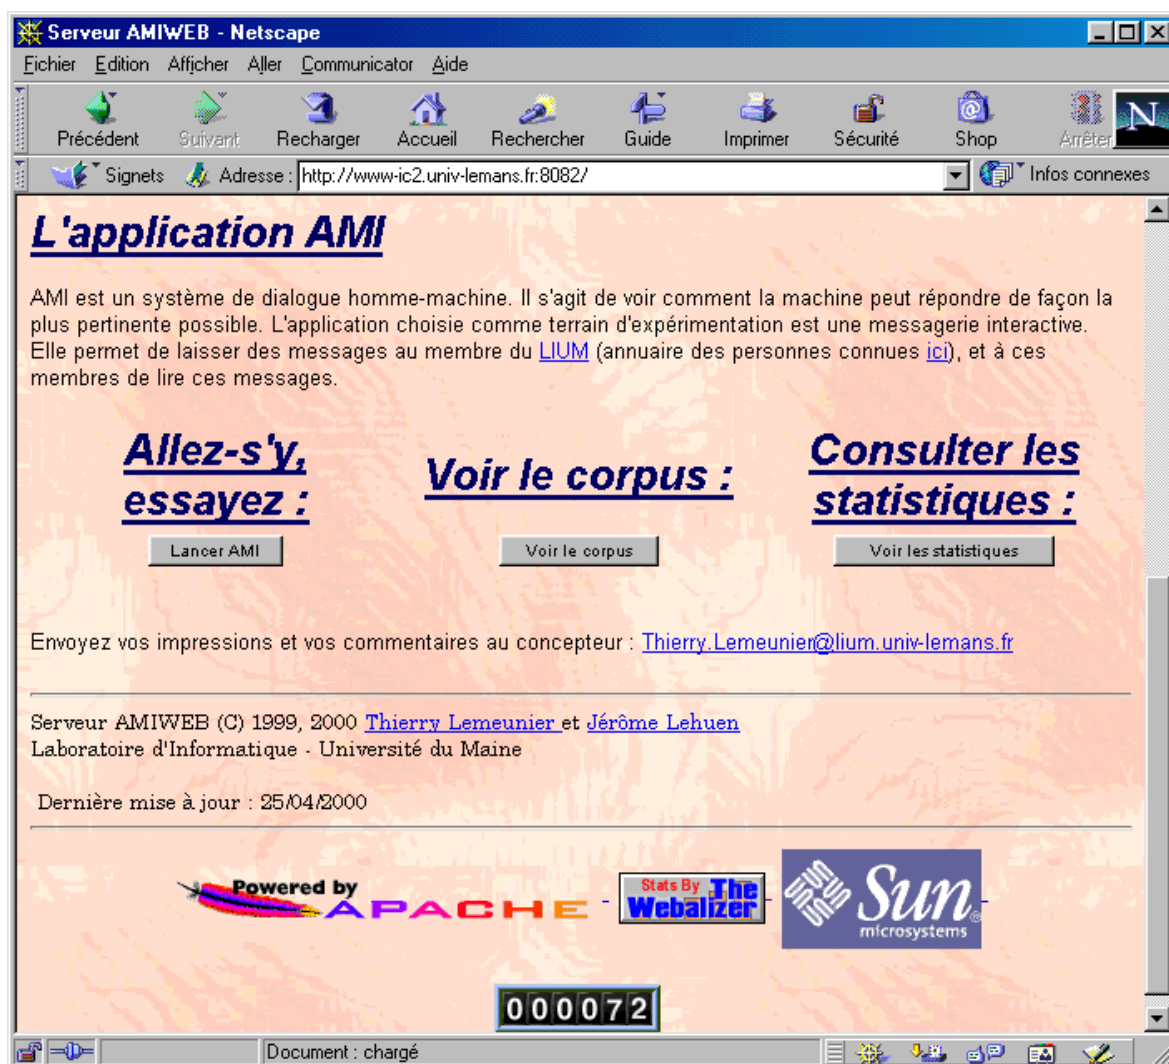 Serveur AMIWEB - Netscape
Fichier Edition Afficher Aller Communicator Aide
Précédent Suivant Recharger Accueil Rechercher Guide Imprimer Sécurité Shop Arrêter N
Signets Adresse : http://www-ic2.univ-lemans.fr:8082/ Infos connexes
L'application AMI
AMI est un système de dialogue homme-machine. Il s'agit de voir comment la machine peut répondre de façon la
plus pertinente possible. L'application choisie comme terrain d'expérimentation est une messagerie interactive.
Elle permet de laisser des messages au membre du LIUM (annuaire des personnes connues ici), et à ces
membres de lire ces messages.
Allez-s'y,
essayez :
Voir le corpus :
Consulter les
statistiques :
Lancer AMI Voir le corpus Voir les statistiques
Envoyez vos impressions et vos commentaires au concepteur : Thierry.Lemeunier@lium.univ-lemans.fr
Serveur AMIWEB (C) 1999, 2000 Thierry Lemeunier et Jérôme Lehuen
Laboratoire d'Informatique - Université du Maine
Dernière mise à jour : 25/04/2000
Powered by
APACHE
Stats By The
Webalizer
Sun
microsystems
000072
Document : chargé